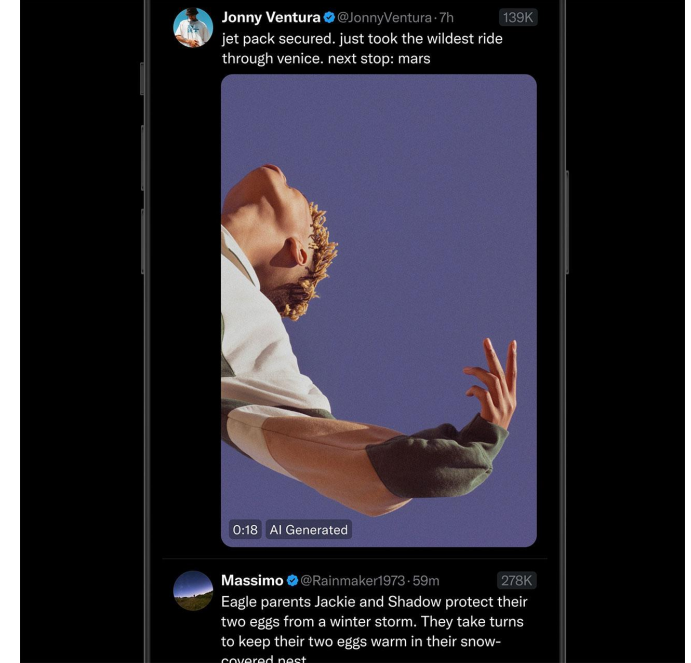 Jonny Ventura @JonnyVentura · 7h 139K
jet pack secured. just took the wildest ride
through venice. next stop: mars
0:18 AI Generated
Massimo @Rainmaker1973 · 59m 278K
Eagle parents Jackie and Shadow protect their
two eggs from a winter storm. They take turns
to keep their two eggs warm in their snow-
covered nest